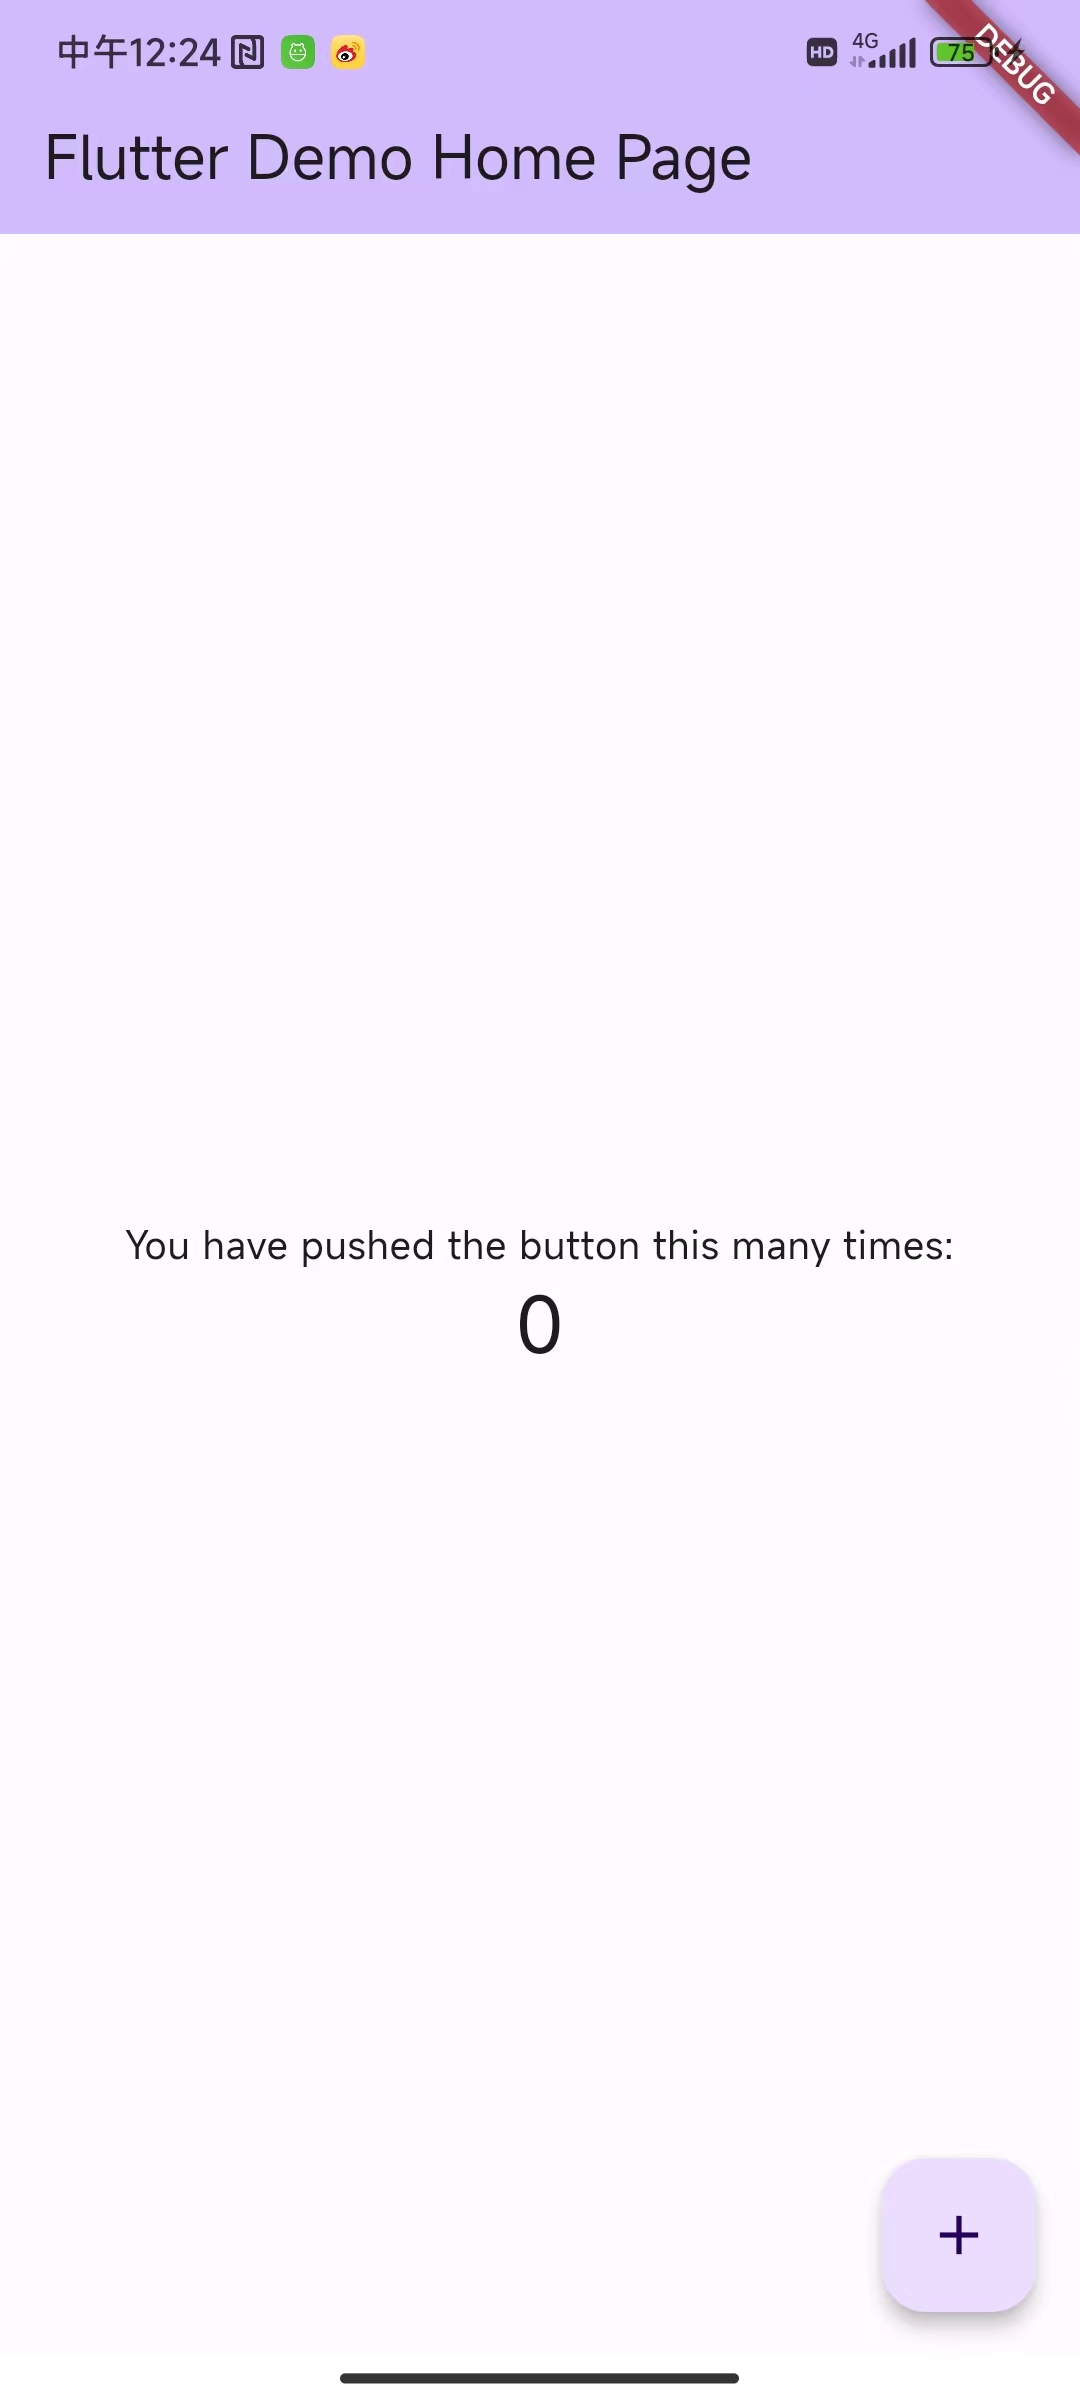 中午12:24
HD 4G 75
DEBUG
Flutter Demo Home Page
You have pushed the button this many times:
0